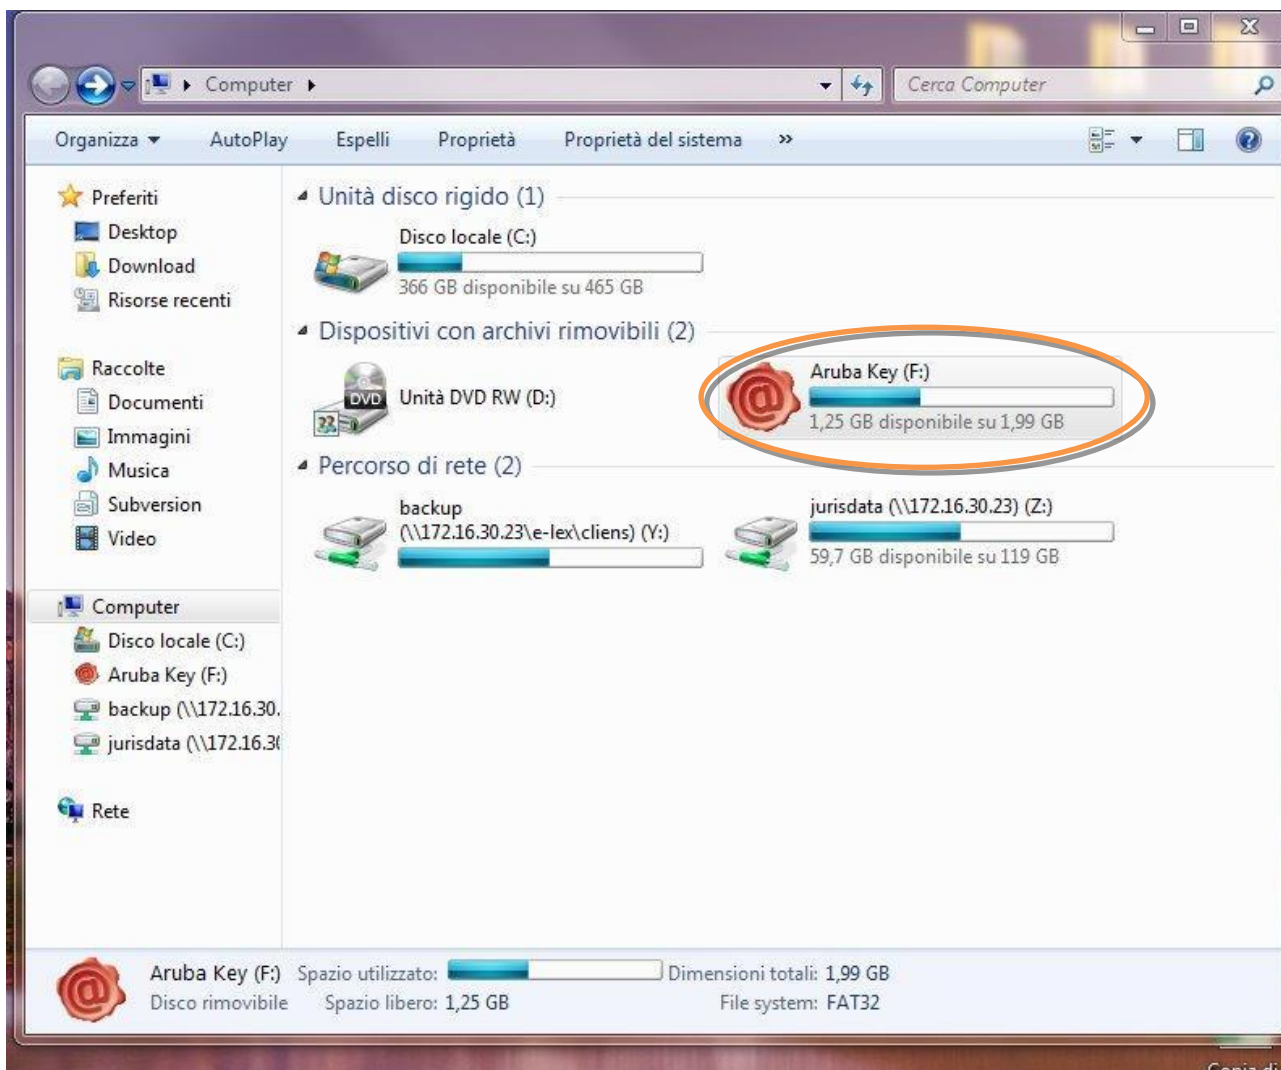 Computer
Cerca Computer
Organizza
AutoPlay
Espelli
Proprietà
Proprietà del sistema
»
Preferiti
Desktop
Download
Risorse recenti
Raccolte
Documenti
Immagini
Musica
Subversion
Video
Computer
Disco locale (C:)
Aruba Key (F:)
backup (\\172.16.30.
jurisdata (\\172.16.30
Rete
Unità disco rigido (1)
Disco locale (C:)
366 GB disponibile su 465 GB
Dispositivi con archivi rimovibili (2)
DVD
Unità DVD RW (D:)
Aruba Key (F:)
1,25 GB disponibile su 1,99 GB
Percorso di rete (2)
backup
(\\172.16.30.23\e-lex\cliens) (Y:)
jurisdata (\\172.16.30.23) (Z:)
59,7 GB disponibile su 119 GB
Aruba Key (F:)
Disco rimovibile
Spazio utilizzato:
Spazio libero: 1,25 GB
Dimensioni totali: 1,99 GB
File system: FAT32